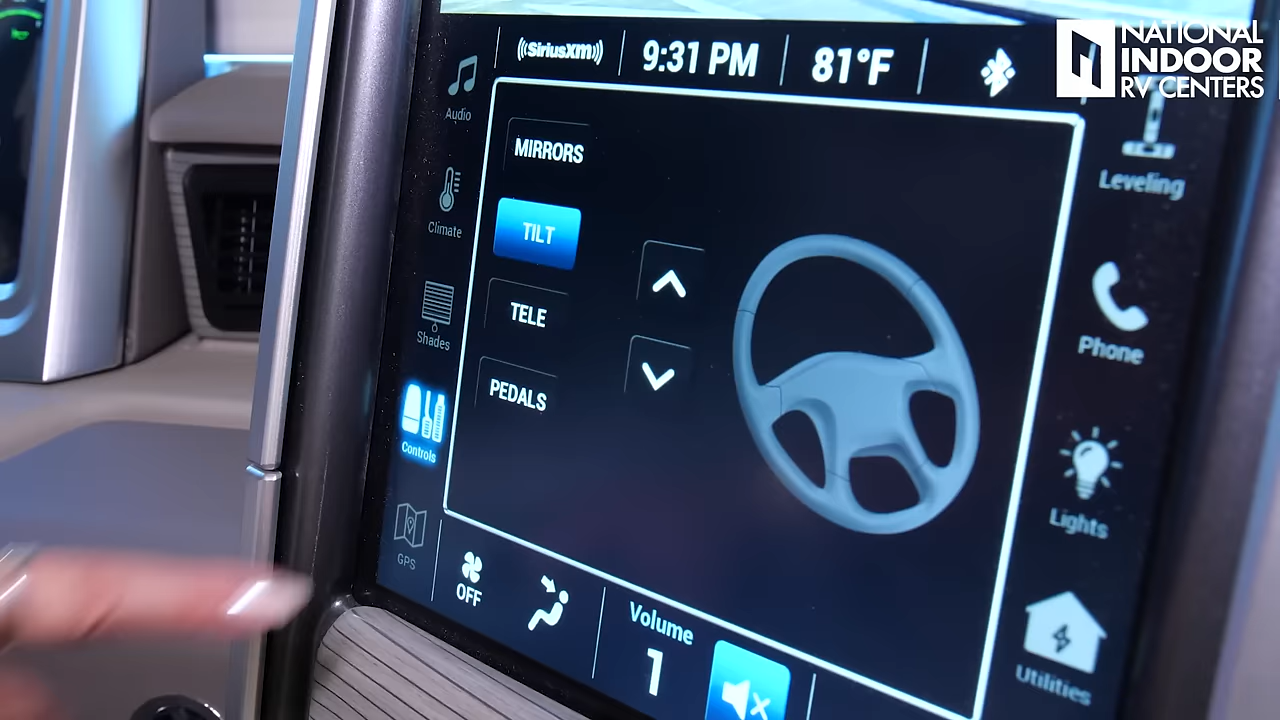 ((SiriusXM))
9:31 PM
81°F
NATIONAL
INDOOR
RV CENTERS
Audio
Climate
Shades
Controls
GPS
MIRRORS
TILT
TELE
PEDALS
Leveling
Phone
Lights
Utilities
OFF
Volume
1